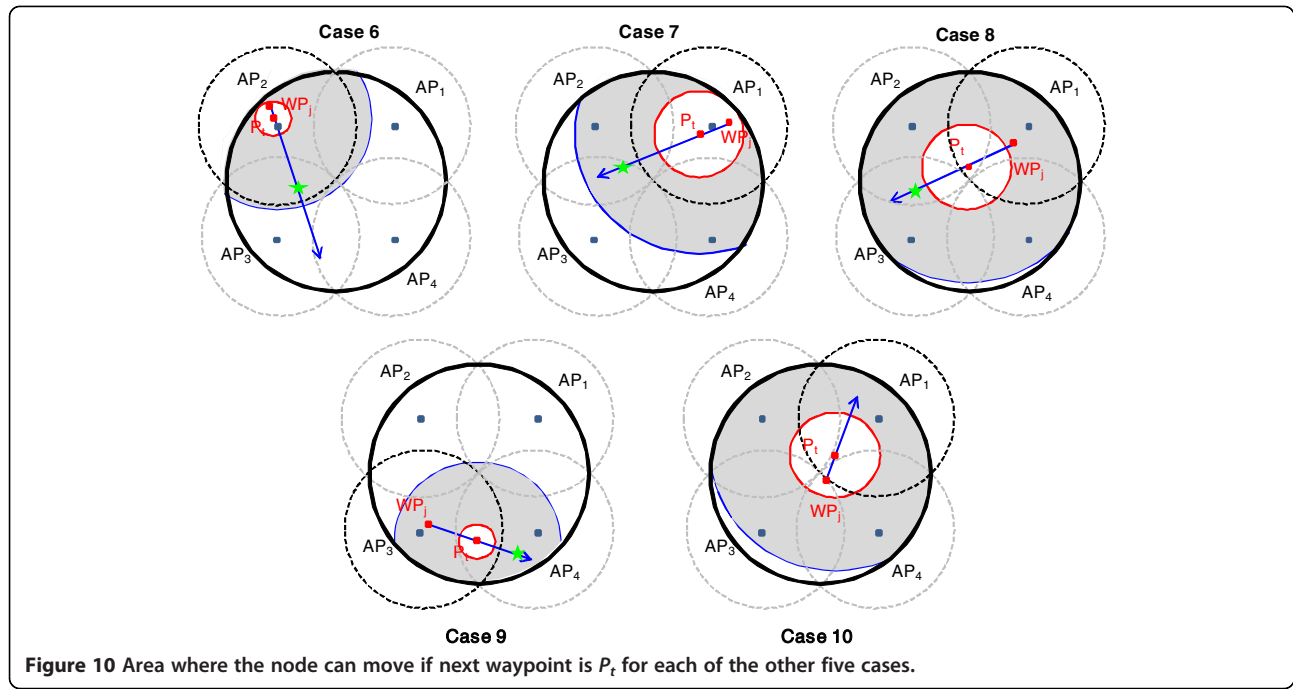 Case 6
Case 7
Case 8
AP2
AP1
WPj
Pt
AP3
AP4
AP2
AP1
Pt
WPj
AP3
AP4
AP2
AP1
Pt
WPj
AP3
AP4
AP2
AP1
WPj
Pt
AP3
AP4
AP2
AP1
Pt
WPj
AP3
AP4
Case 9
Case 10
Figure 10 Area where the node can move if next waypoint is Pt for each of the other five cases.